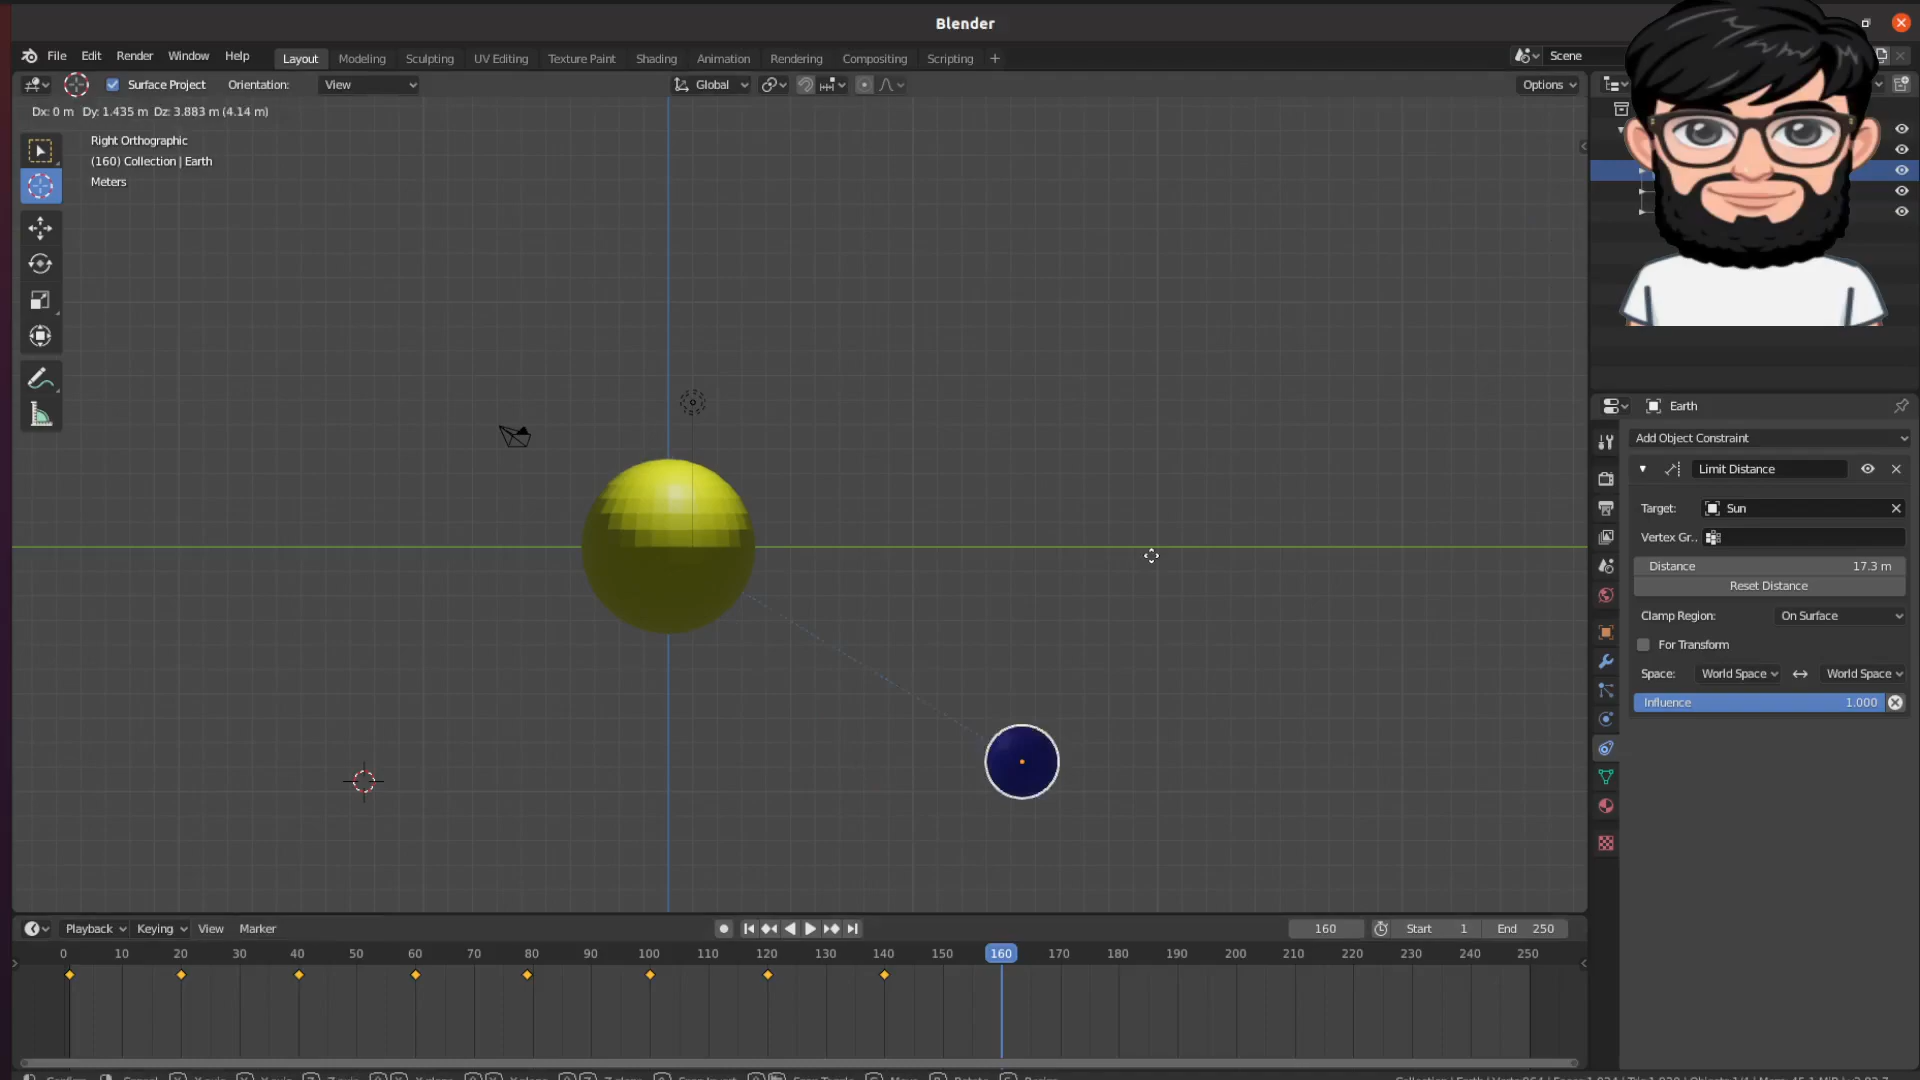 Blender
File Edit Render Window Help Layout Modeling Sculpting UV Editing Texture Paint Shading Animation Rendering Compositing Scripting + Scene
Surface Project Orientation: View Global Options
Dx: 0 m Dy: 1.435 m Dz: 3.883 m (4.14 m)
Right Orthographic
(160) Collection | Earth
Meters
Earth
Add Object Constraint
Limit Distance
Target: Sun
Vertex Gr..
Distance 17.3 m
Reset Distance
Clamp Region: On Surface
For Transform
Space: World Space World Space
Influence 1.000
Playback Keying View Marker 160 Start 1 End 250
0 10 20 30 40 50 60 70 80 90 100 110 120 130 140 150 160 170 180 190 200 210 220 230 240 250